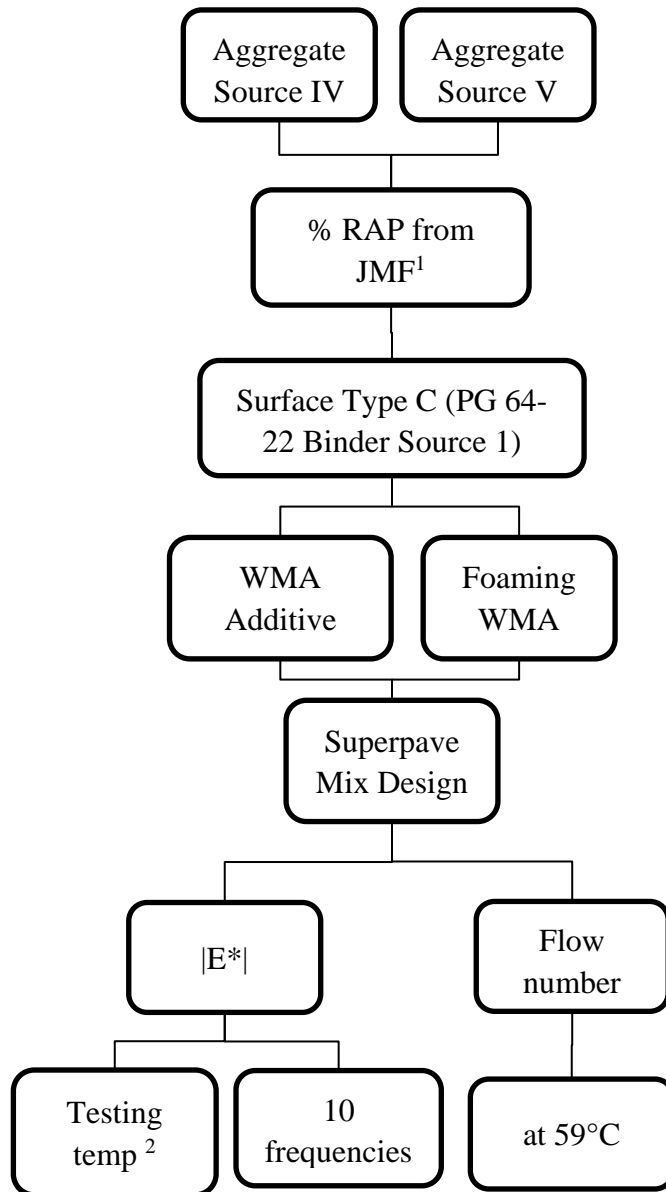 Aggregate
Source IV
Aggregate
Source V
% RAP from
JMF¹
Surface Type C (PG 64-
22 Binder Source 1)
WMA
Additive
Foaming
WMA
Superpave
Mix Design
|E*|
Flow
number
Testing
temp ²
10
frequencies
at 59°C